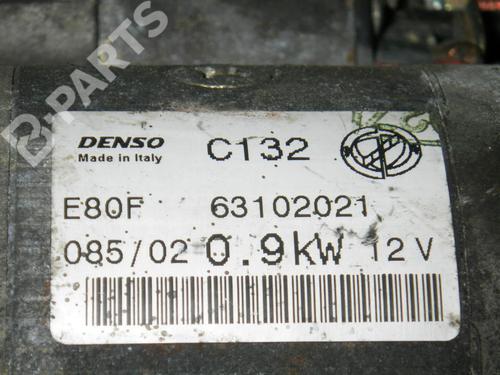 DENSO C132
Made in Italy
E80F 63102021
085/02 0.9kW 12 V
B-PARTS